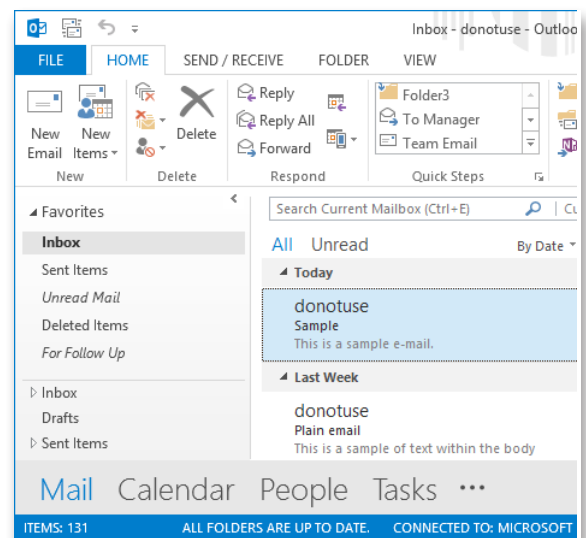 Inbox - donotuse - Outloo
FILE HOME SEND / RECEIVE FOLDER VIEW
New Email
New Items
Delete
Reply
Reply All
Forward
Folder3
To Manager
Team Email
New Delete Respond Quick Steps
Favorites
Inbox
Sent Items
Unread Mail
Deleted Items
For Follow Up
Inbox
Drafts
Sent Items
Search Current Mailbox (Ctrl+E)
All Unread By Date
Today
donotuse
Sample
This is a sample e-mail.
Last Week
donotuse
Plain email
This is a sample of text within the body
Mail Calendar People Tasks •••
ITEMS: 131 ALL FOLDERS ARE UP TO DATE. CONNECTED TO: MICROSOFT